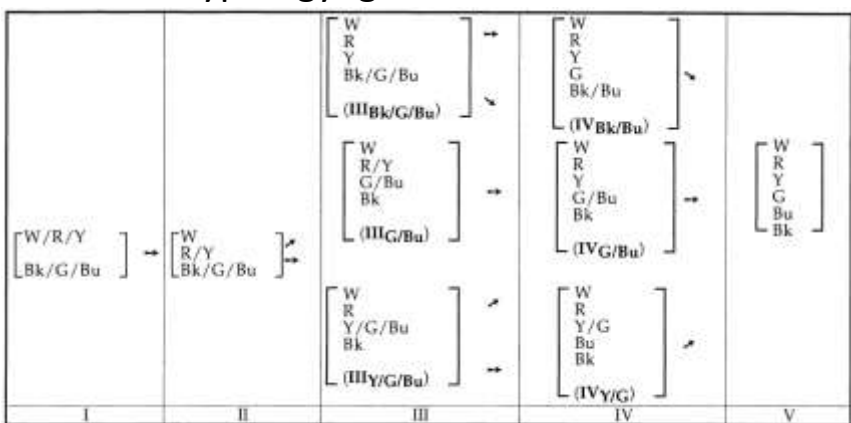 W
R
Y
Bk/G/Bu
(IIIBk/G/Bu)
W
R
Y
G
Bk/Bu
(IVBk/Bu)
W
R/Y
G/Bu
Bk
(IIIG/Bu)
W
R
Y
G/Bu
Bk
(IVG/Bu)
W
R
Y
G
Bu
Bk
W/R/Y
Bk/G/Bu
W
R/Y
Bk/G/Bu
W
R
Y/G/Bu
Bk
(IIIY/G/Bu)
W
R
Y/G
Bu
Bk
(IVY/G)
I II III IV V